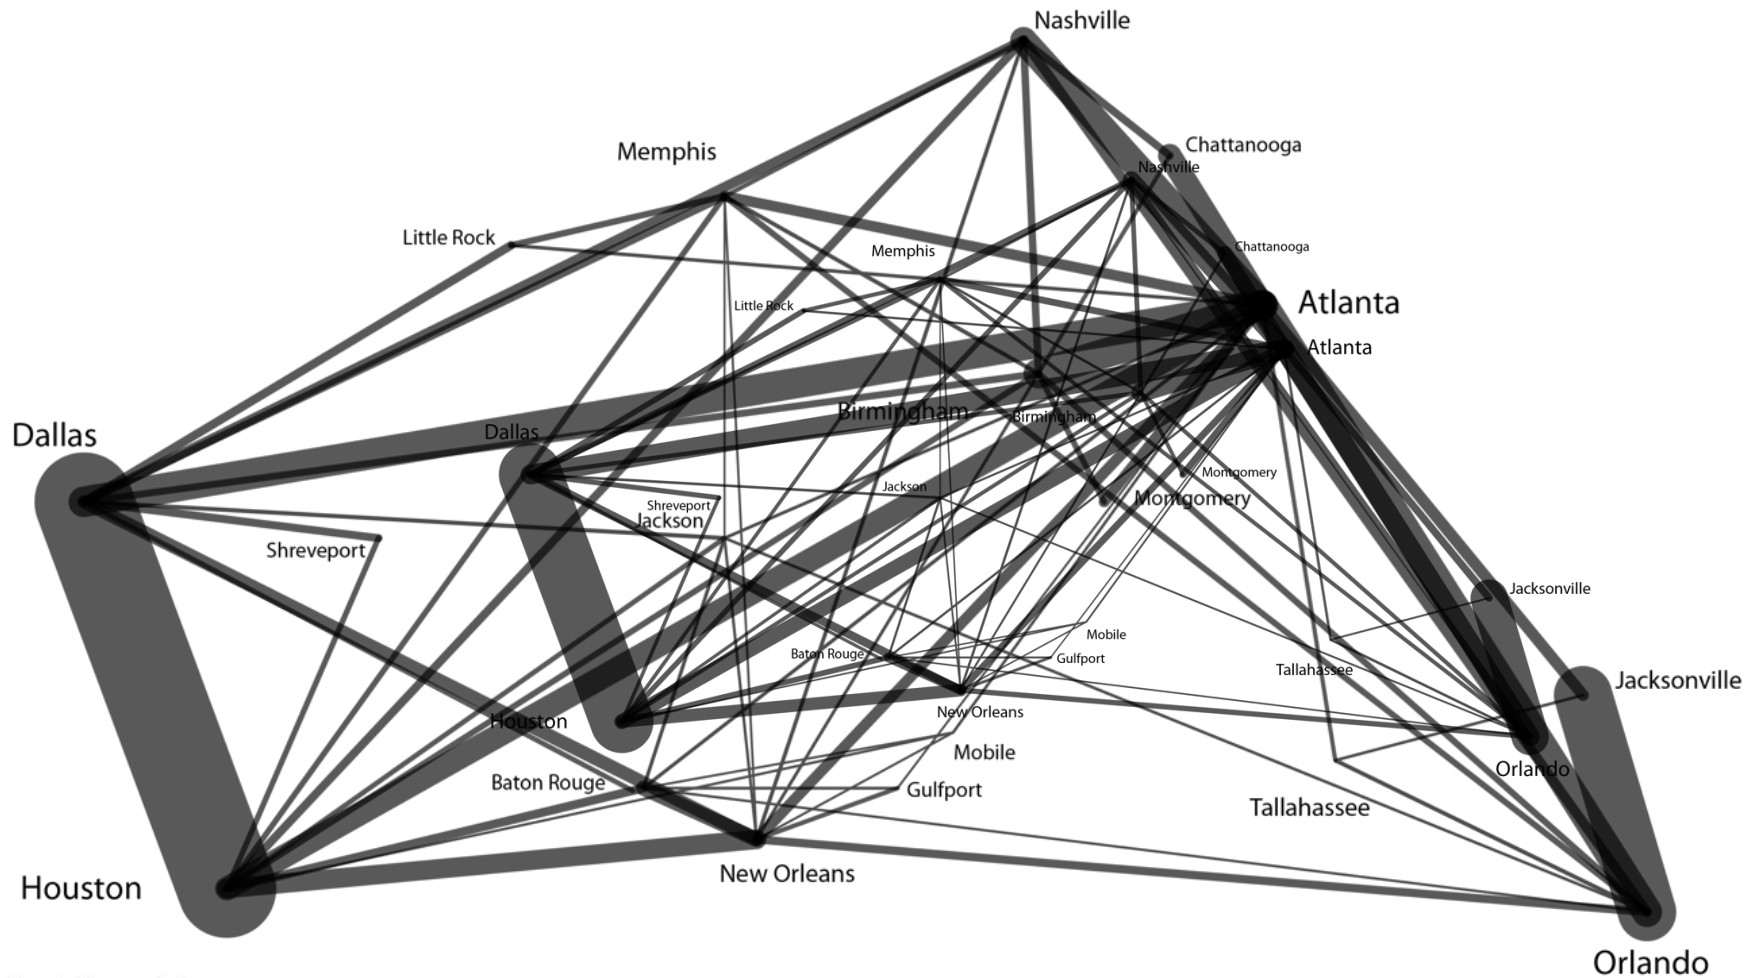 Nashville
Chattanooga
Memphis
Nashville
Little Rock
Chattanooga
Memphis
Atlanta
Little Rock
Atlanta
Birmingham
Birmingham
Dallas
Dallas
Montgomery
Jackson
Montgomery
Shreveport
Jackson
Shreveport
Jacksonville
Mobile
Baton Rouge
Gulfport
Tallahassee
Jacksonville
New Orleans
Houston
Mobile
Orlando
Baton Rouge
Gulfport
Tallahassee
New Orleans
Houston
Orlando